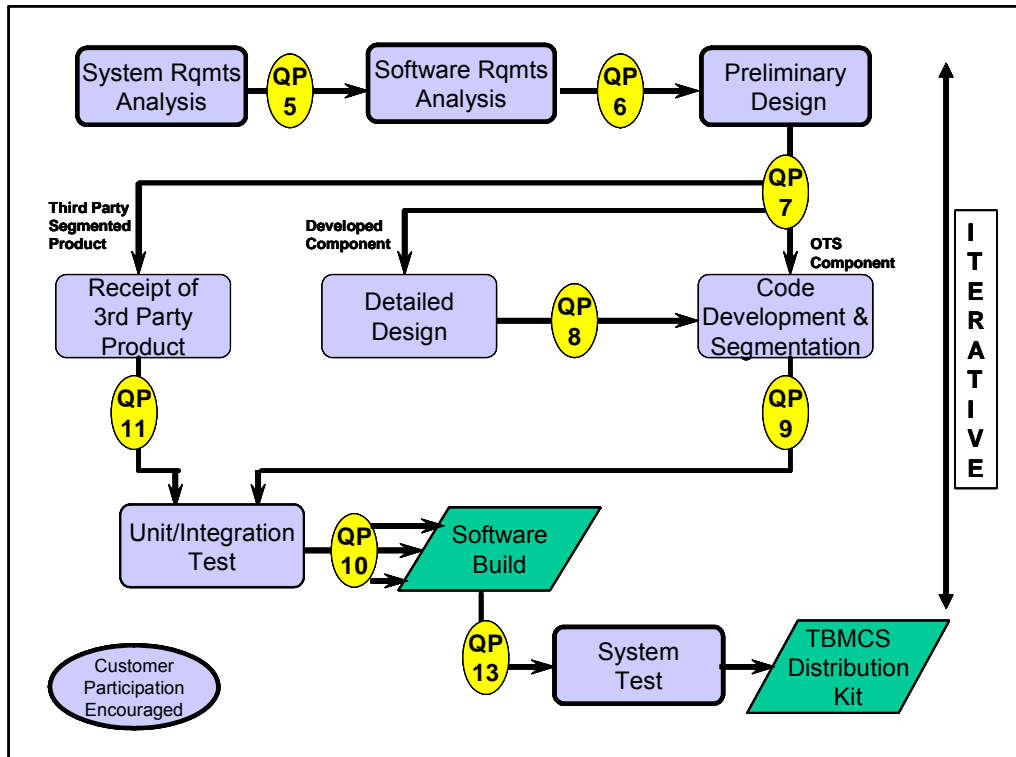 System Rqmts
Analysis
QP
5
Software Rqmts
Analysis
QP
6
Preliminary
Design
QP
7
Third Party
Segmented
Product
Developed
Component
OTS
Component
Receipt of
3rd Party
Product
Detailed
Design
QP
8
Code
Development &
Segmentation
QP
11
QP
9
Unit/Integration
Test
QP
10
Software
Build
QP
13
System
Test
TBMCS
Distribution
Kit
Customer
Participation
Encouraged
I
T
E
R
A
T
I
V
E